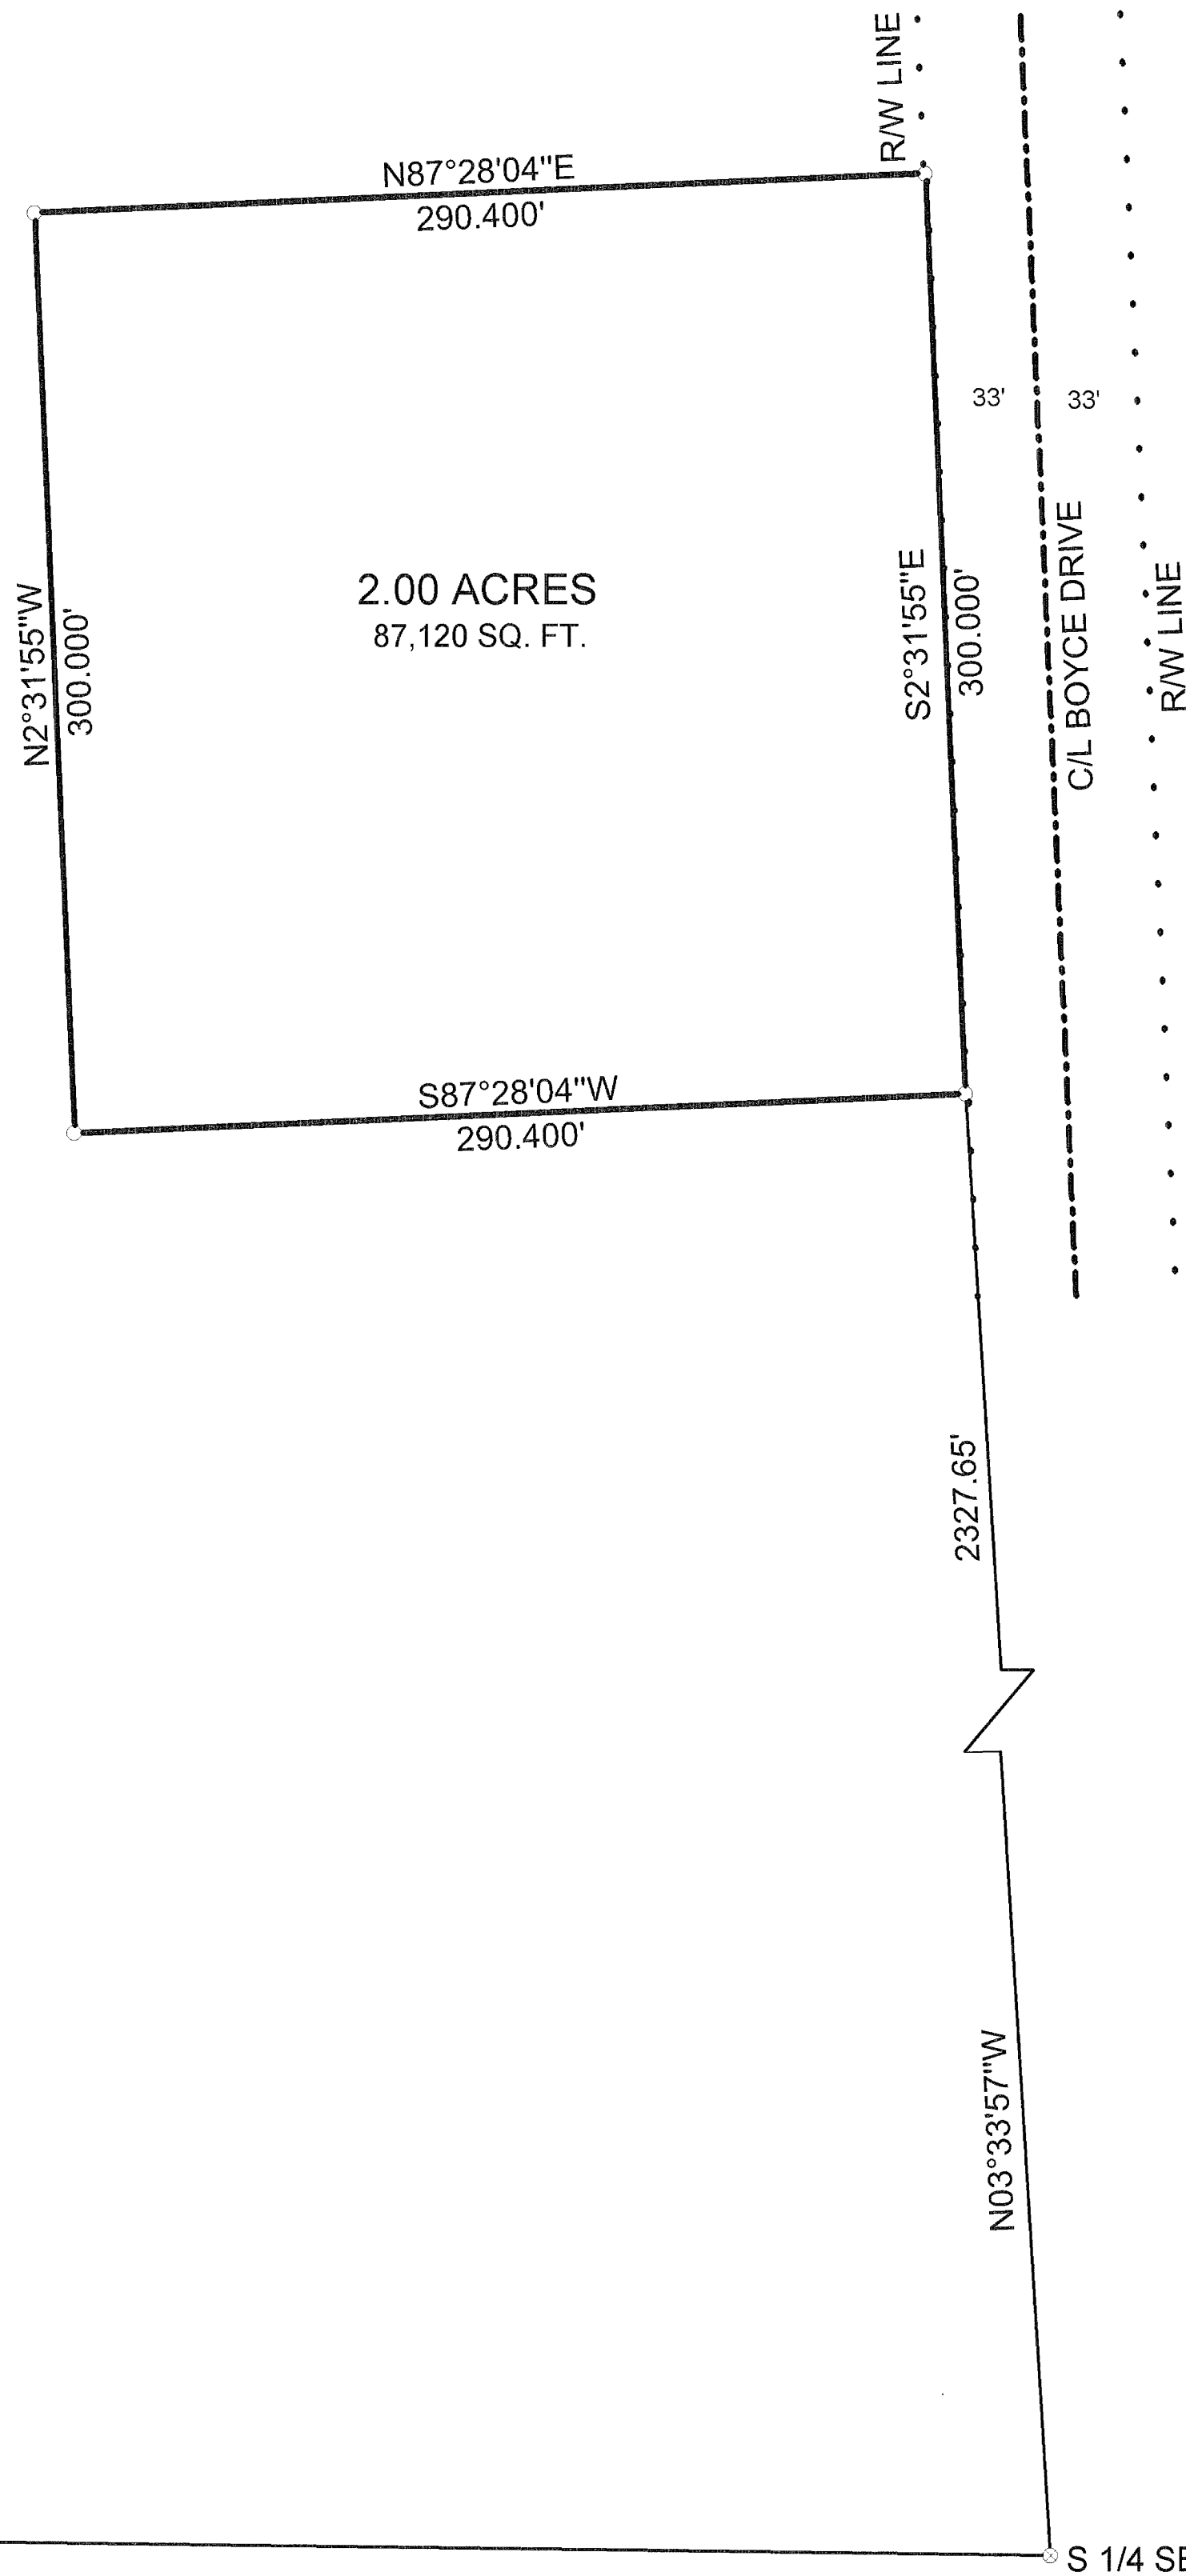 R/W LINE
N87°28'04"E
290.400'
33'
33'
2.00 ACRES
87,120 SQ. FT.
N2°31'55"W
300.000'
S2°31'55"E
300.000'
C/L BOYCE DRIVE
R/W LINE
S87°28'04"W
290.400'
2327.65'
N03°33'57"W
S 1/4